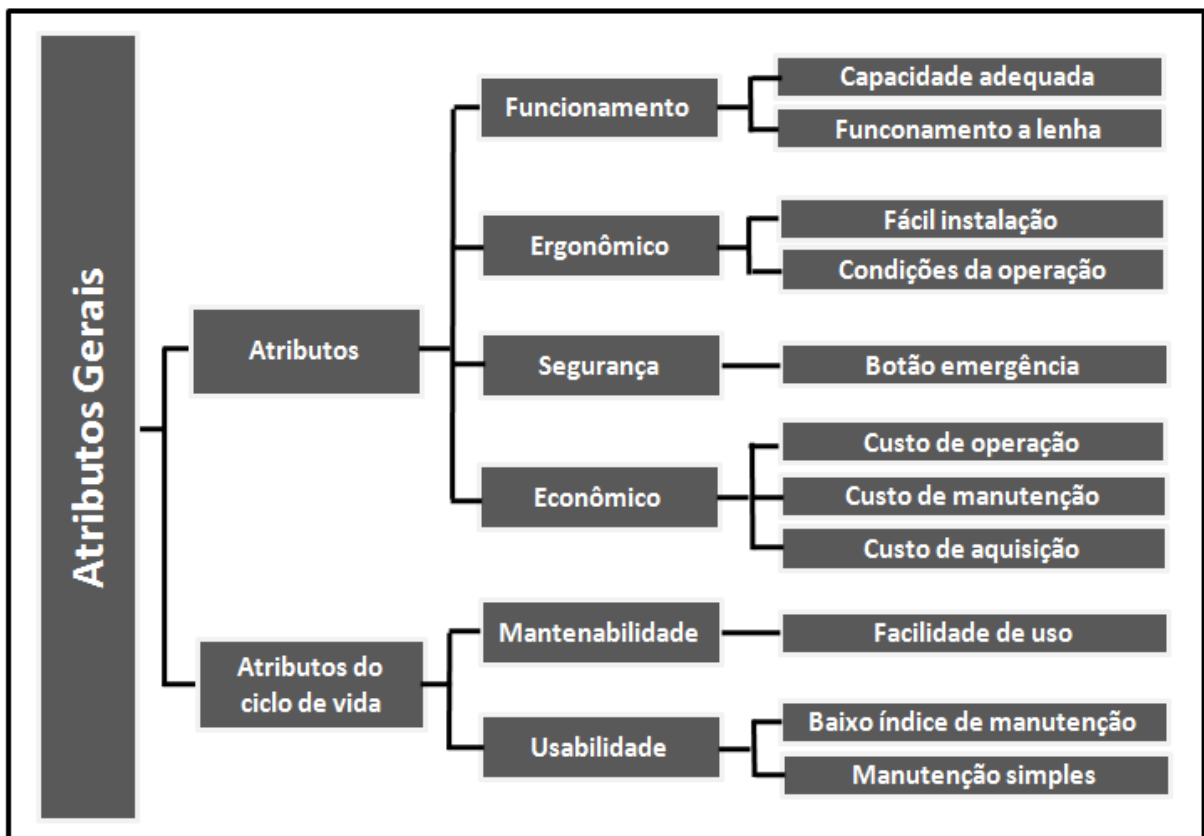 Atributos Gerais
Atributos
Funcionamento
Capacidade adequada
Funconamento a lenha
Ergonômico
Fácil instalação
Condições da operação
Segurança
Botão emergência
Econômico
Custo de operação
Custo de manutenção
Custo de aquisição
Atributos do
ciclo de vida
Mantenabilidade
Facilidade de uso
Usabilidade
Baixo índice de manutenção
Manutenção simples